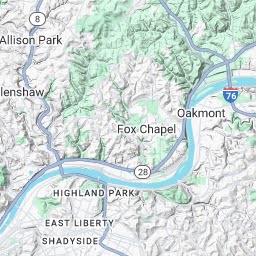 8
Allison Park
lenshaw
76
Oakmont
Fox Chapel
28
HIGHLAND PARK
EAST LIBERTY
SHADYSIDE